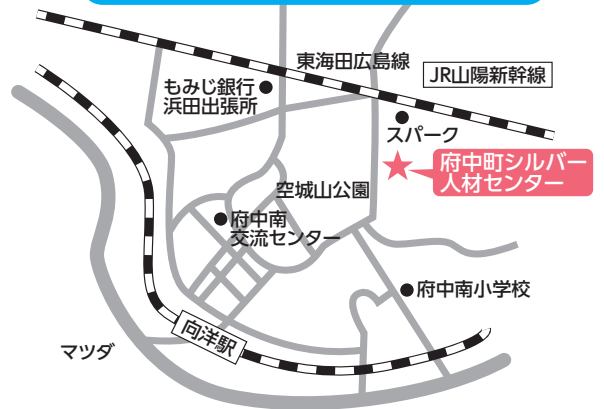 東海田広島線
JR山陽新幹線
もみじ銀行
浜田出張所
スパーク
府中町シルバー
人材センター
空城山公園
府中南
交流センター
府中南小学校
向洋駅
マツダ